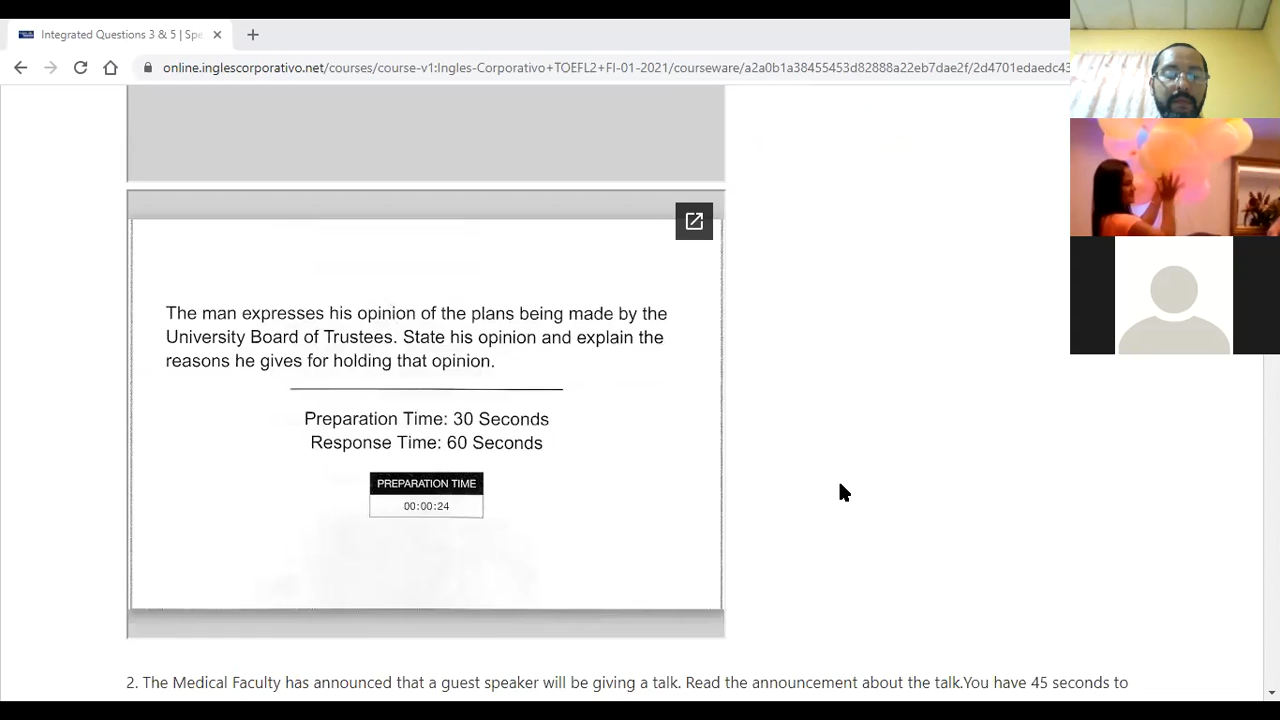 Integrated Questions 3 & 5 | Spe
online.inglescorporativo.net/courses/course-v1:Ingles-Corporativo+TOEFL2+FI-01-2021/courseware/a2a0b1a38455453d82888a22eb7dae2f/2d4701edaedc43
The man expresses his opinion of the plans being made by the
University Board of Trustees. State his opinion and explain the
reasons he gives for holding that opinion.
Preparation Time: 30 Seconds
Response Time: 60 Seconds
PREPARATION TIME
00:00:24
2. The Medical Faculty has announced that a guest speaker will be giving a talk. Read the announcement about the talk.You have 45 seconds to